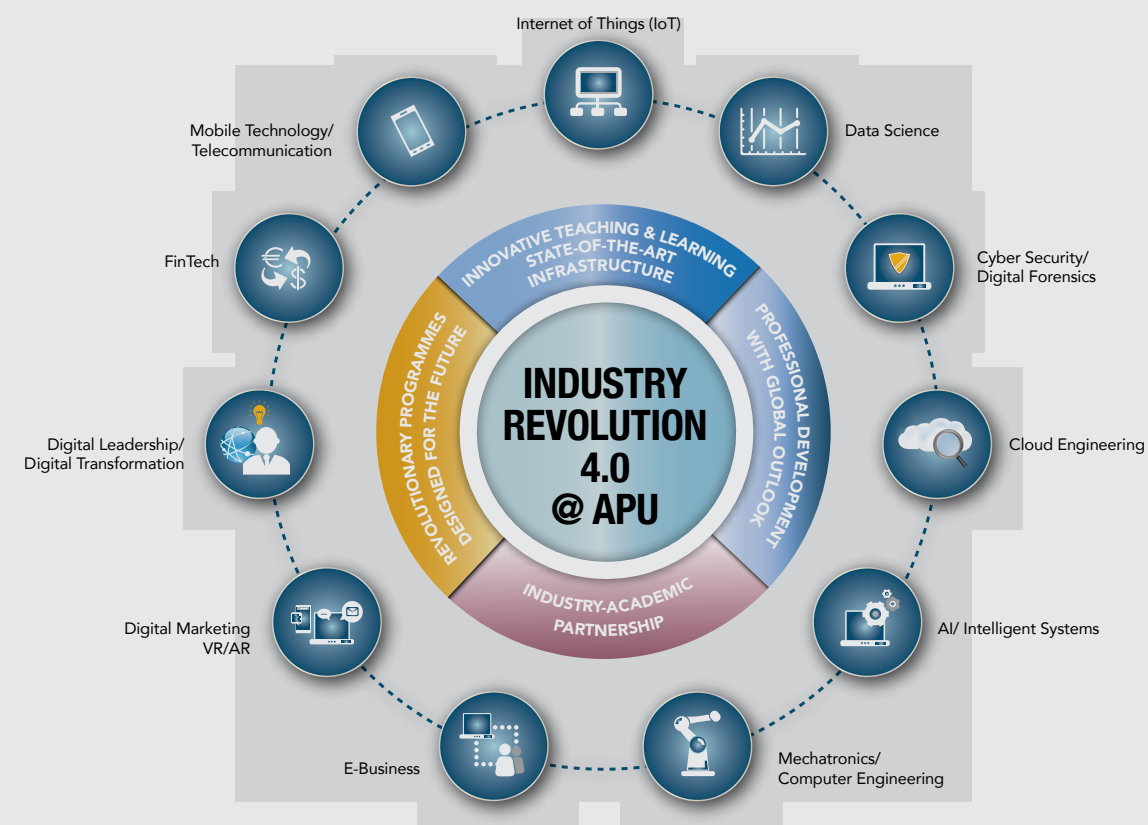 Internet of Things (IoT)
Data Science
Cyber Security/
Digital Forensics
Cloud Engineering
AI/ Intelligent Systems
Mechatronics/
Computer Engineering
E-Business
Digital Marketing
VR/AR
Digital Leadership/
Digital Transformation
FinTech
Mobile Technology/
Telecommunication
INNOVATIVE TEACHING & LEARNING
STATE-OF-THE-ART
INFRASTRUCTURE
PROFESSIONAL DEVELOPMENT
WITH GLOBAL OUTLOOK
INDUSTRY-ACADEMIC
PARTNERSHIP
REVOLUTIONARY PROGRAMMES
DESIGNED FOR THE FUTURE
INDUSTRY
REVOLUTION
4.0
@ APU